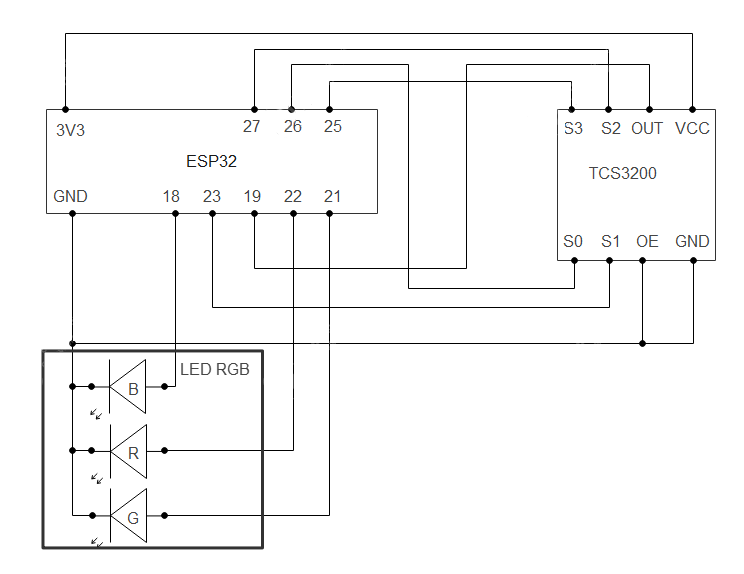 3V3 27 26 25
ESP32
GND 18 23 19 22 21
S3 S2 OUT VCC
TCS3200
S0 S1 OE GND
LED RGB
B
R
G